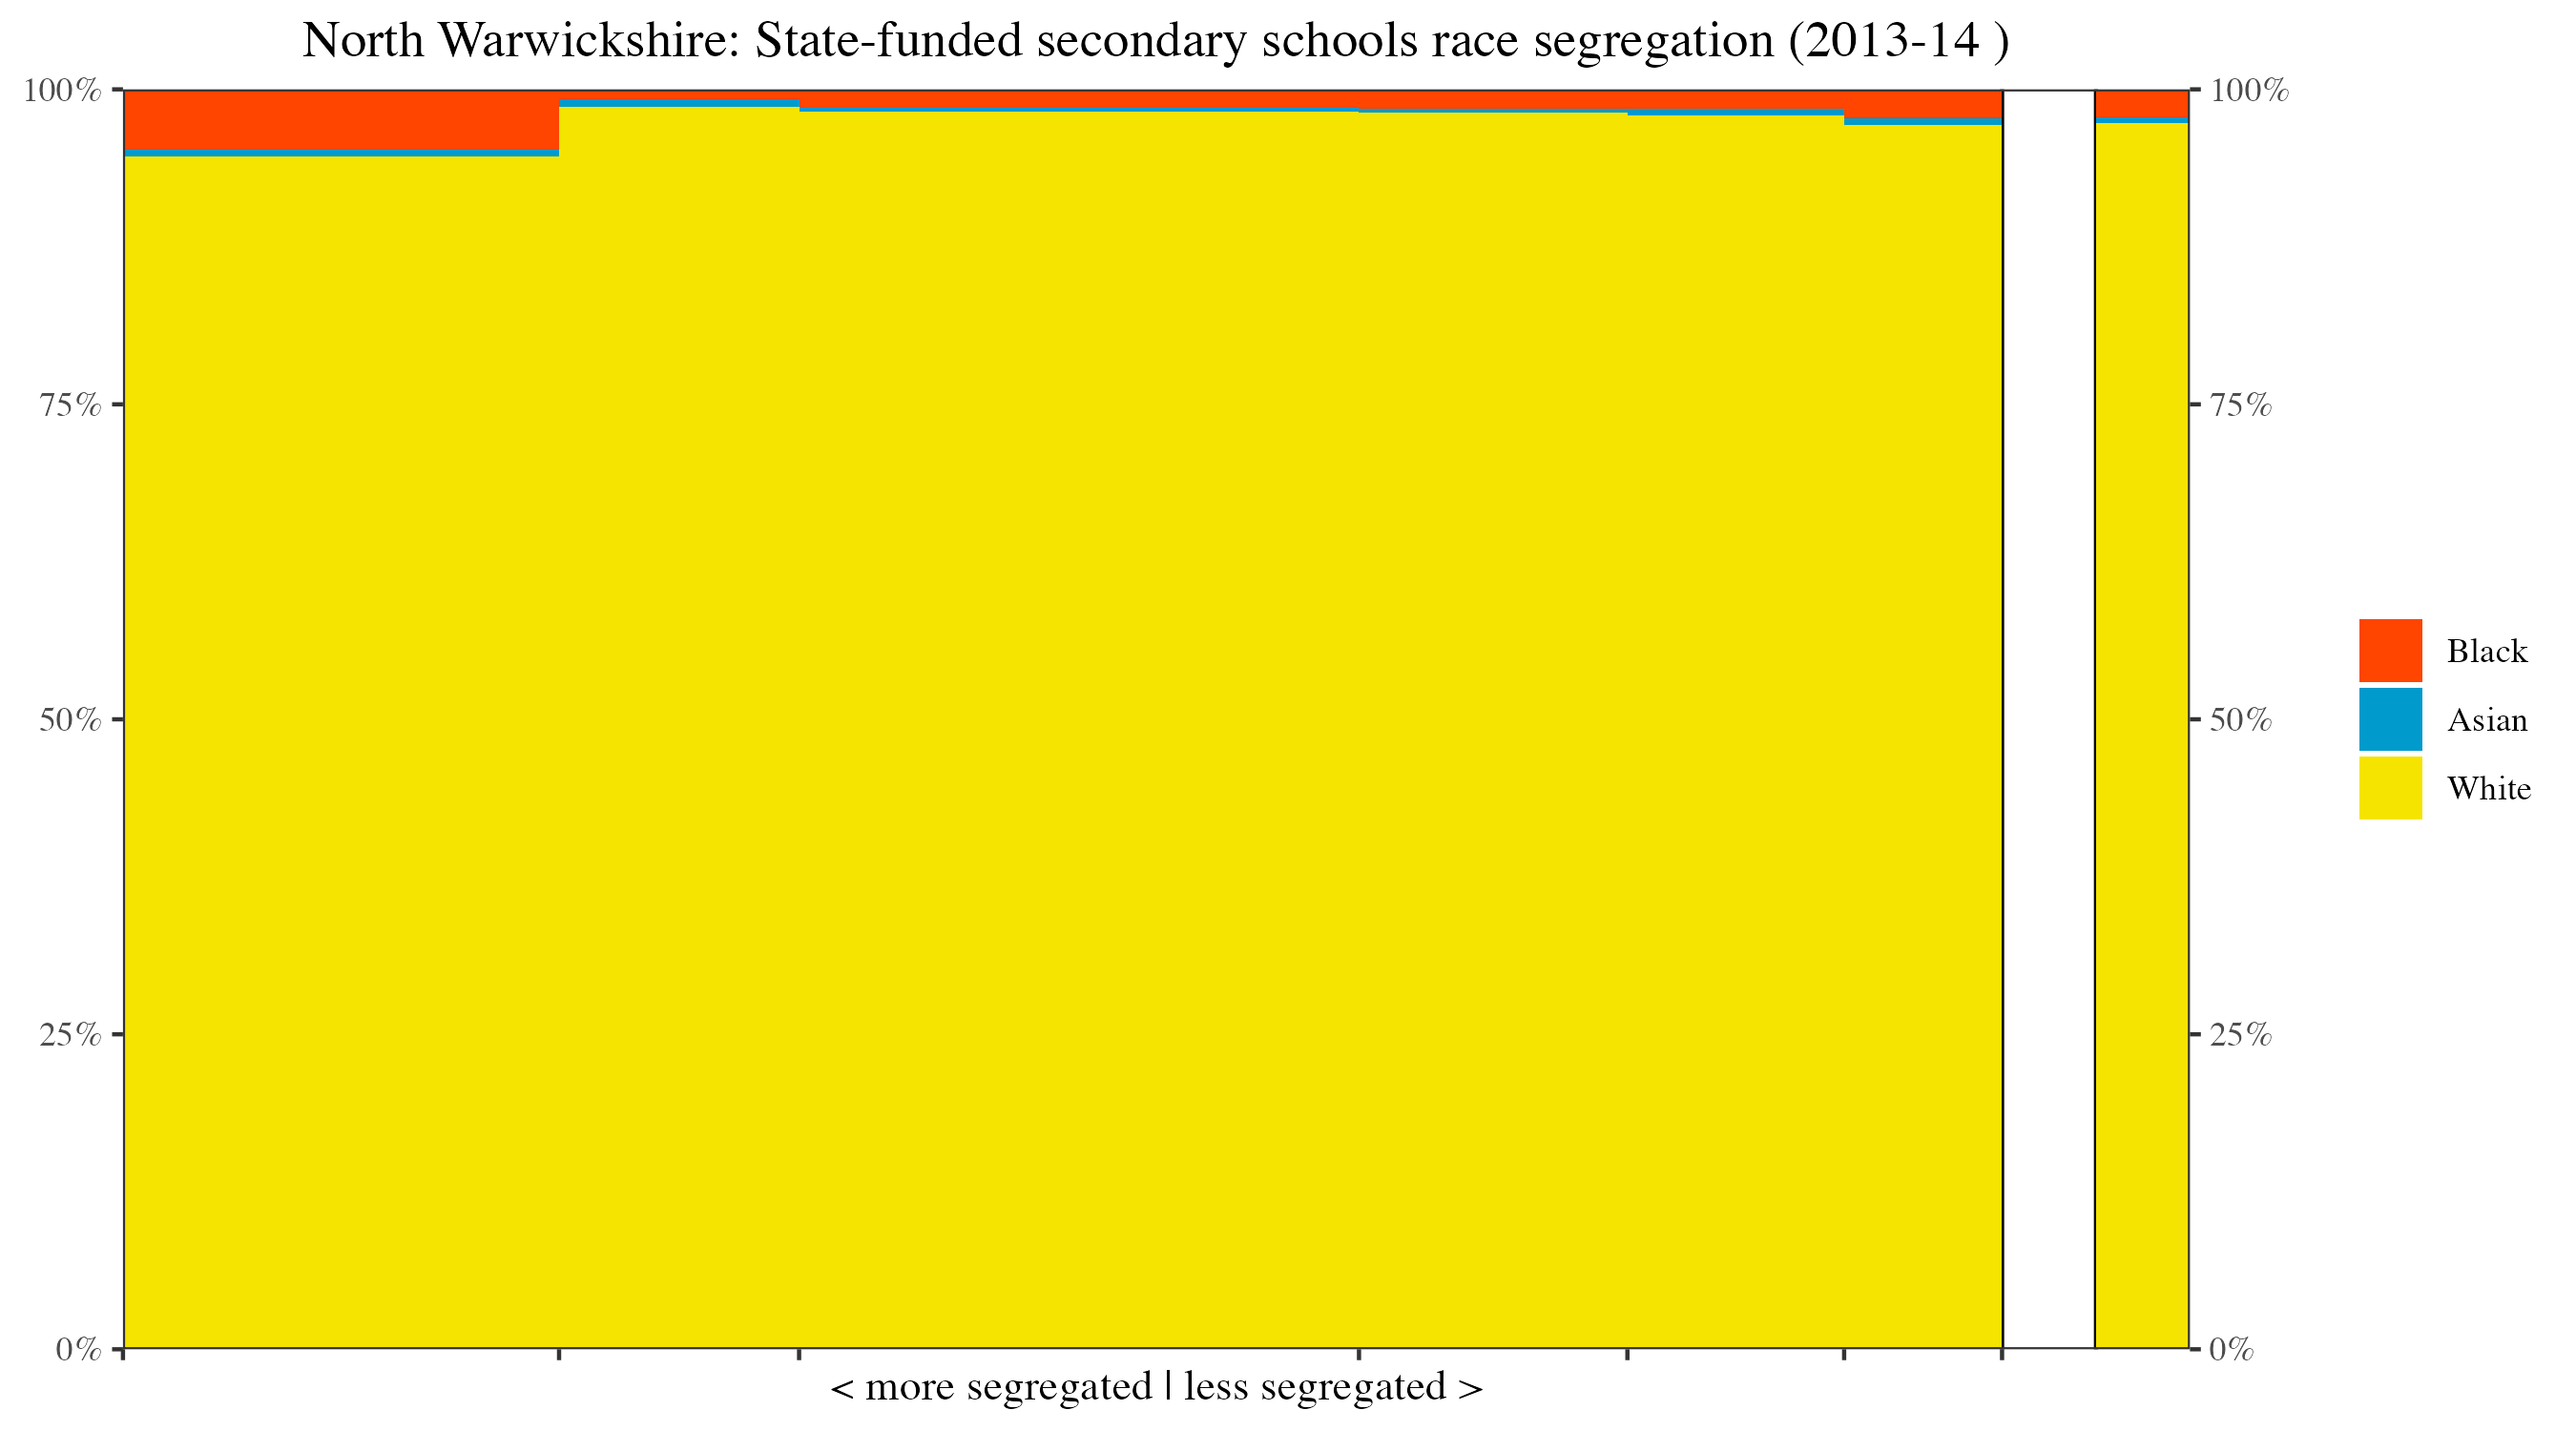 North Warwickshire: State-funded secondary schools race segregation (2013-14 )
100%
75%
50%
25%
0%
100%
75%
50%
25%
0%
Black
Asian
White
< more segregated | less segregated >